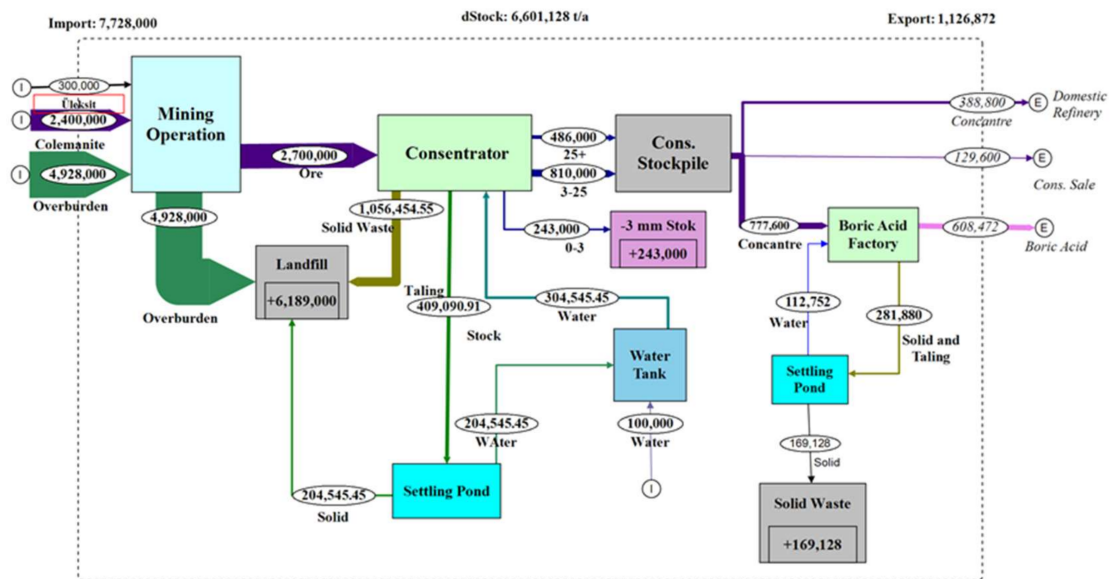 Import: 7,728,000
dStock: 6,601,128 t/a
Export: 1,126,872
I
300,000
Üleksit
I
2,400,000
Colemanite
I
4,928,000
Overburden
Mining
Operation
2,700,000
Ore
4,928,000
Overburden
Consentrator
486,000
25+
810,000
3-25
Cons.
Stockpile
388,800
Concantre
E
Domestic
Refinery
129,600
E
Cons. Sale
777,600
Concantre
Boric Acid
Factory
608,472
E
Boric Acid
1,056,454.55
Solid Waste
243,000
0-3
-3 mm Stok
+243,000
Landfill
+6,189,000
Taling
409,090.91
Stock
304,545.45
Water
112,752
Water
281,880
Solid and
Taling
Water
Tank
Settling
Pond
204,545.45
WAter
100,000
Water
I
169,128
Solid
204,545.45
Solid
Settling Pond
Solid Waste
+169,128